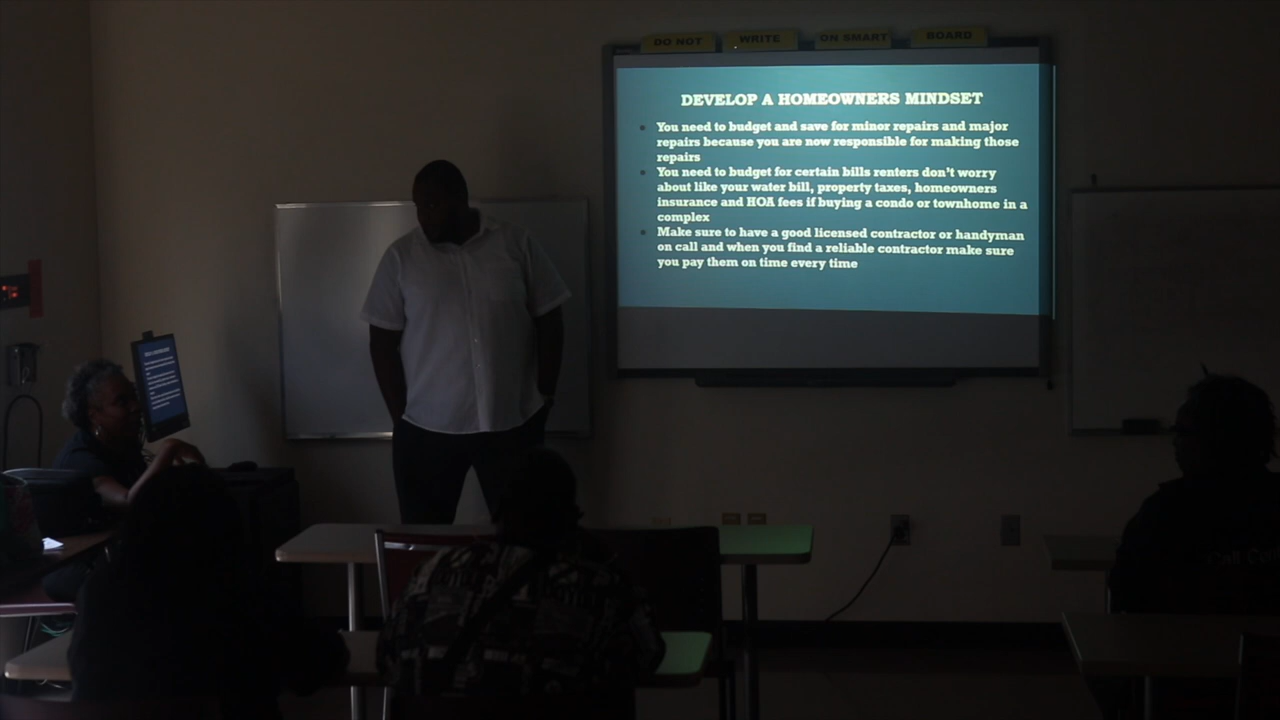 DO NOT WRITE ON SMART BOARD
DEVELOP A HOMEOWNERS MINDSET
You need to budget and save for minor repairs and major
repairs because you are now responsible for making those
repairs
You need to budget for certain bills renters don't worry
about like your water bill, property taxes, homeowners
insurance and HOA fees if buying a condo or townhome in a
complex
Make sure to have a good licensed contractor or handyman
on call and when you find a reliable contractor make sure
you pay them on time every time